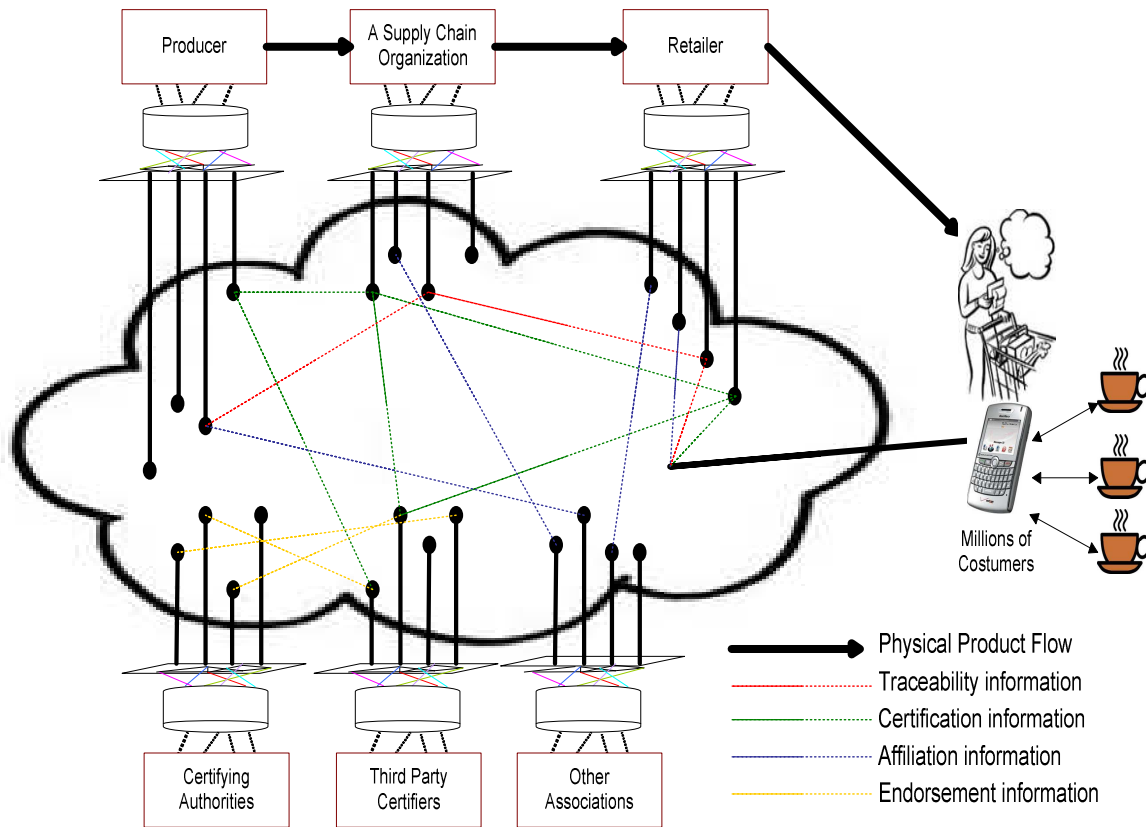 Producer
A Supply Chain
Organization
Retailer
Millions of
Costumers
Physical Product Flow
Traceability information
Certification information
Affiliation information
Endorsement information
Certifying
Authorities
Third Party
Certifiers
Other
Associations